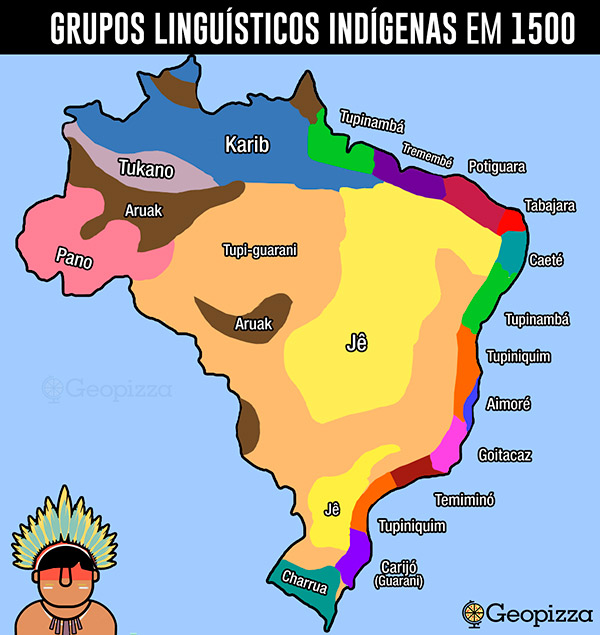 GRUPOS LINGUÍSTICOS INDÍGENAS EM 1500
Tupinambá
Karib
Tremembé
Potiguara
Tukano
Tabajara
Aruak
Pano
Tupi-guarani
Caeté
Aruak
Tupinambá
Jê
Tupiniquim
Geopizza
Aimoré
Goitacaz
Temiminó
Jê
Tupiniquim
Charrua
Carijó
(Guarani)
Geopizza